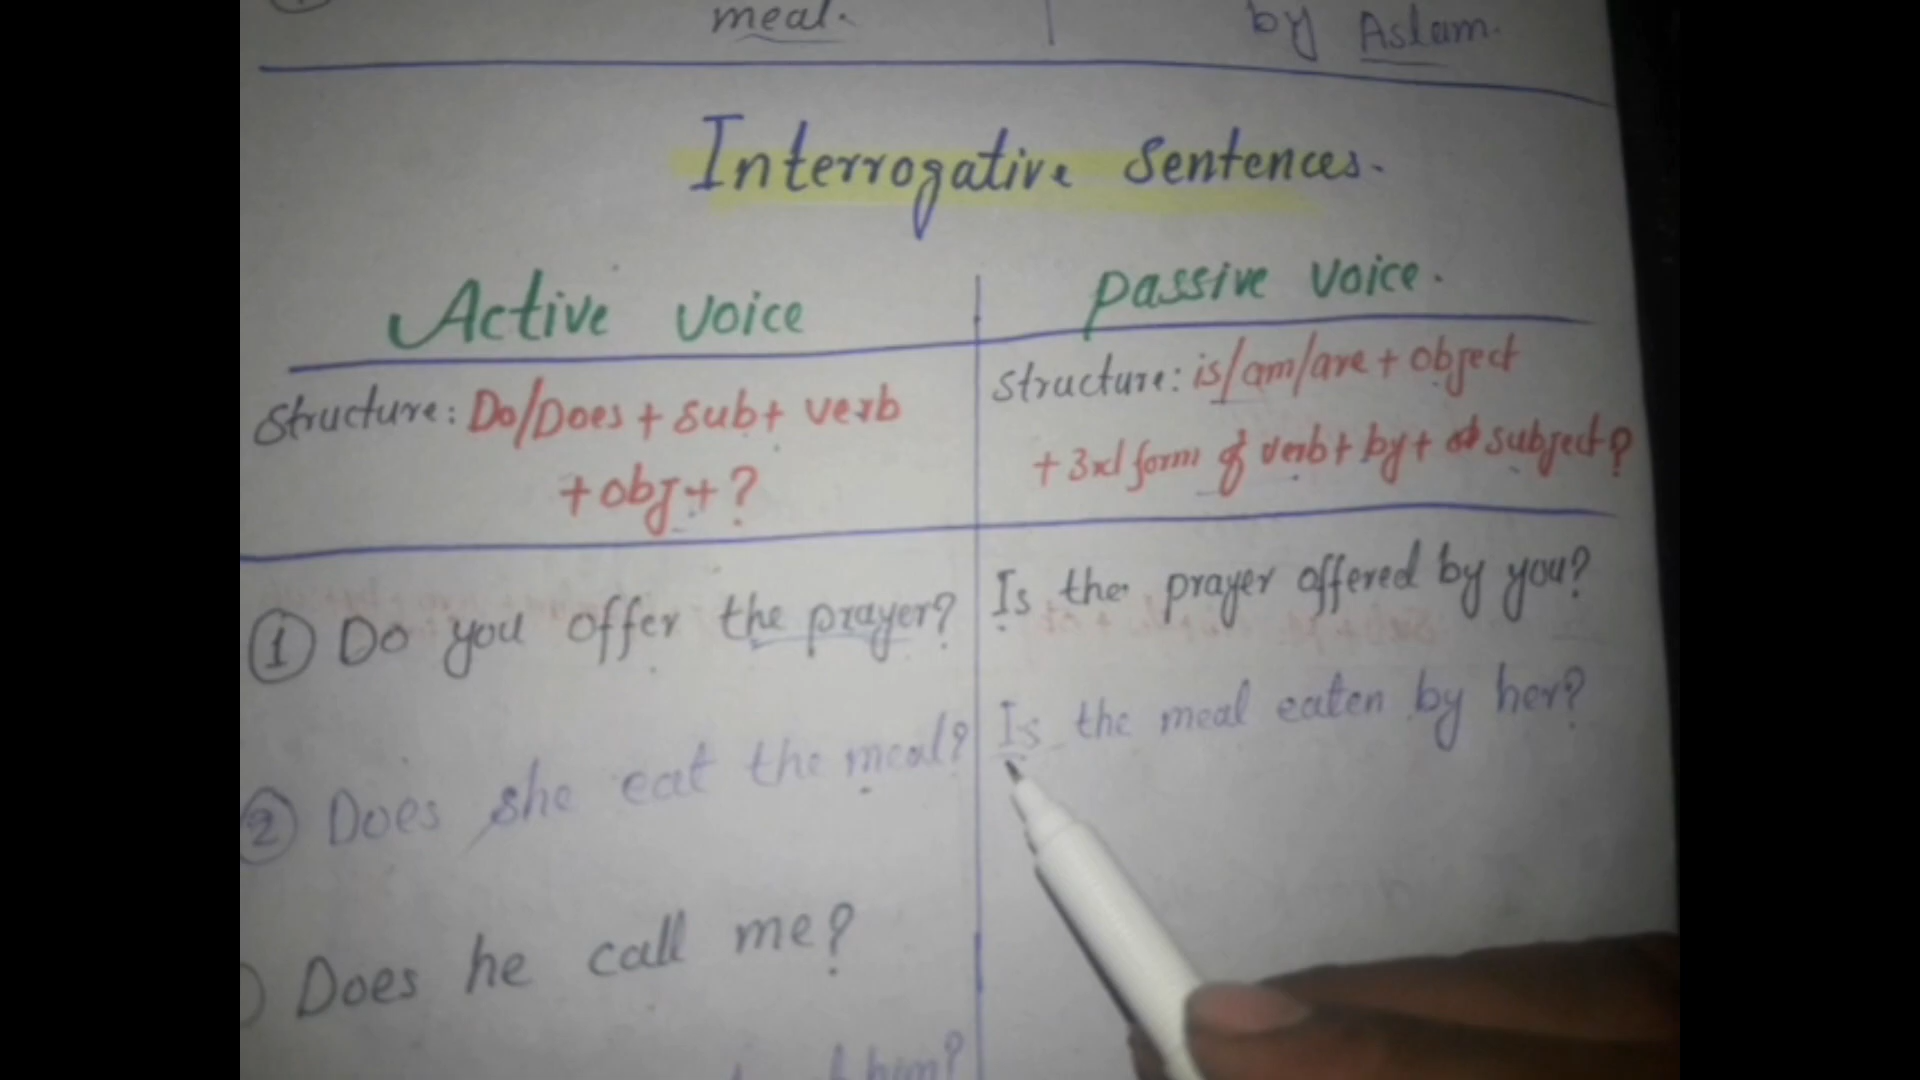 meal. by Aslam.
Interrogative Sentences.
Active voice
Passive voice.
Structure: Do/Does + sub + verb
+ obj + ?
Structure: is/am/are + object
+ 3rd form of verb + by + subject?
① Do you offer the prayer?
Is the prayer offered by you?
② Does she eat the meal?
Is the meal eaten by her?
Does he call me?
him?